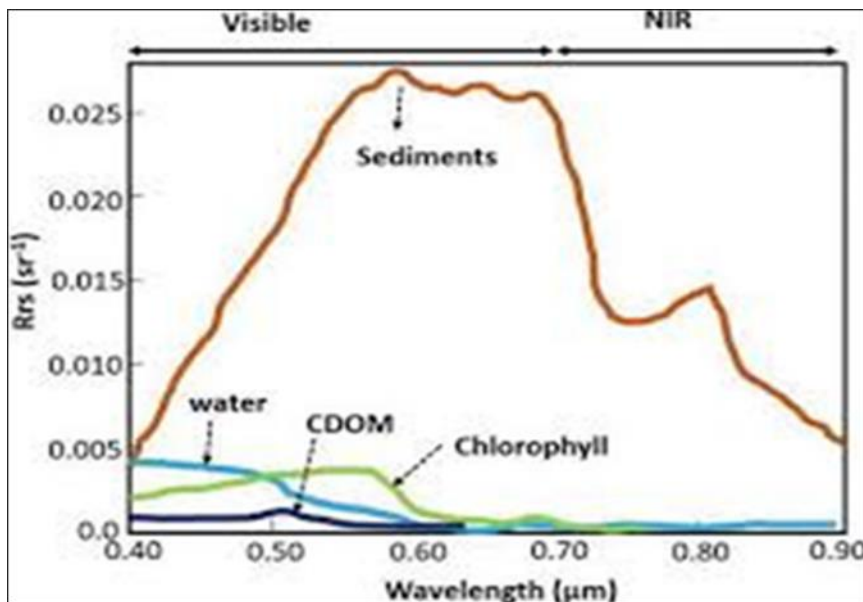 Visible NIR
0.025
0.020
0.015
0.010
0.005
0.0
Rrs (sr⁻¹)
Sediments
water
CDOM
Chlorophyll
0.40 0.50 0.60 0.70 0.80 0.90
Wavelength (µm)